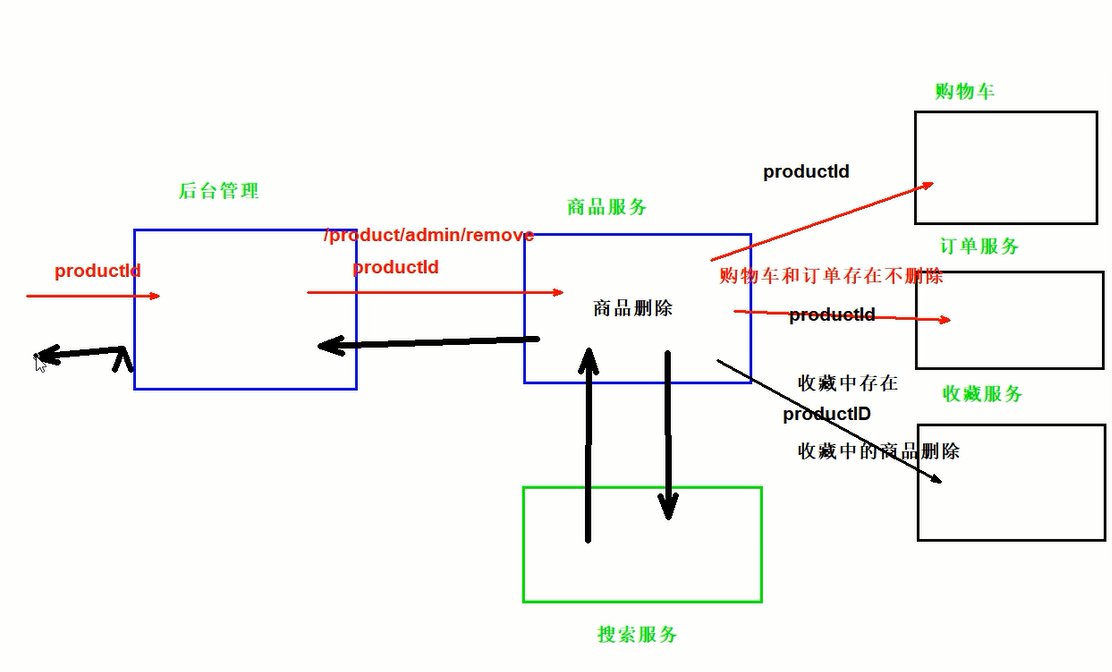 购物车
productId
后台管理
商品服务
/product/admin/remove
订单服务
productId
productId
购物车和订单存在不删除
商品删除
productId
收藏中存在
收藏服务
productID
收藏中的商品删除
搜索服务